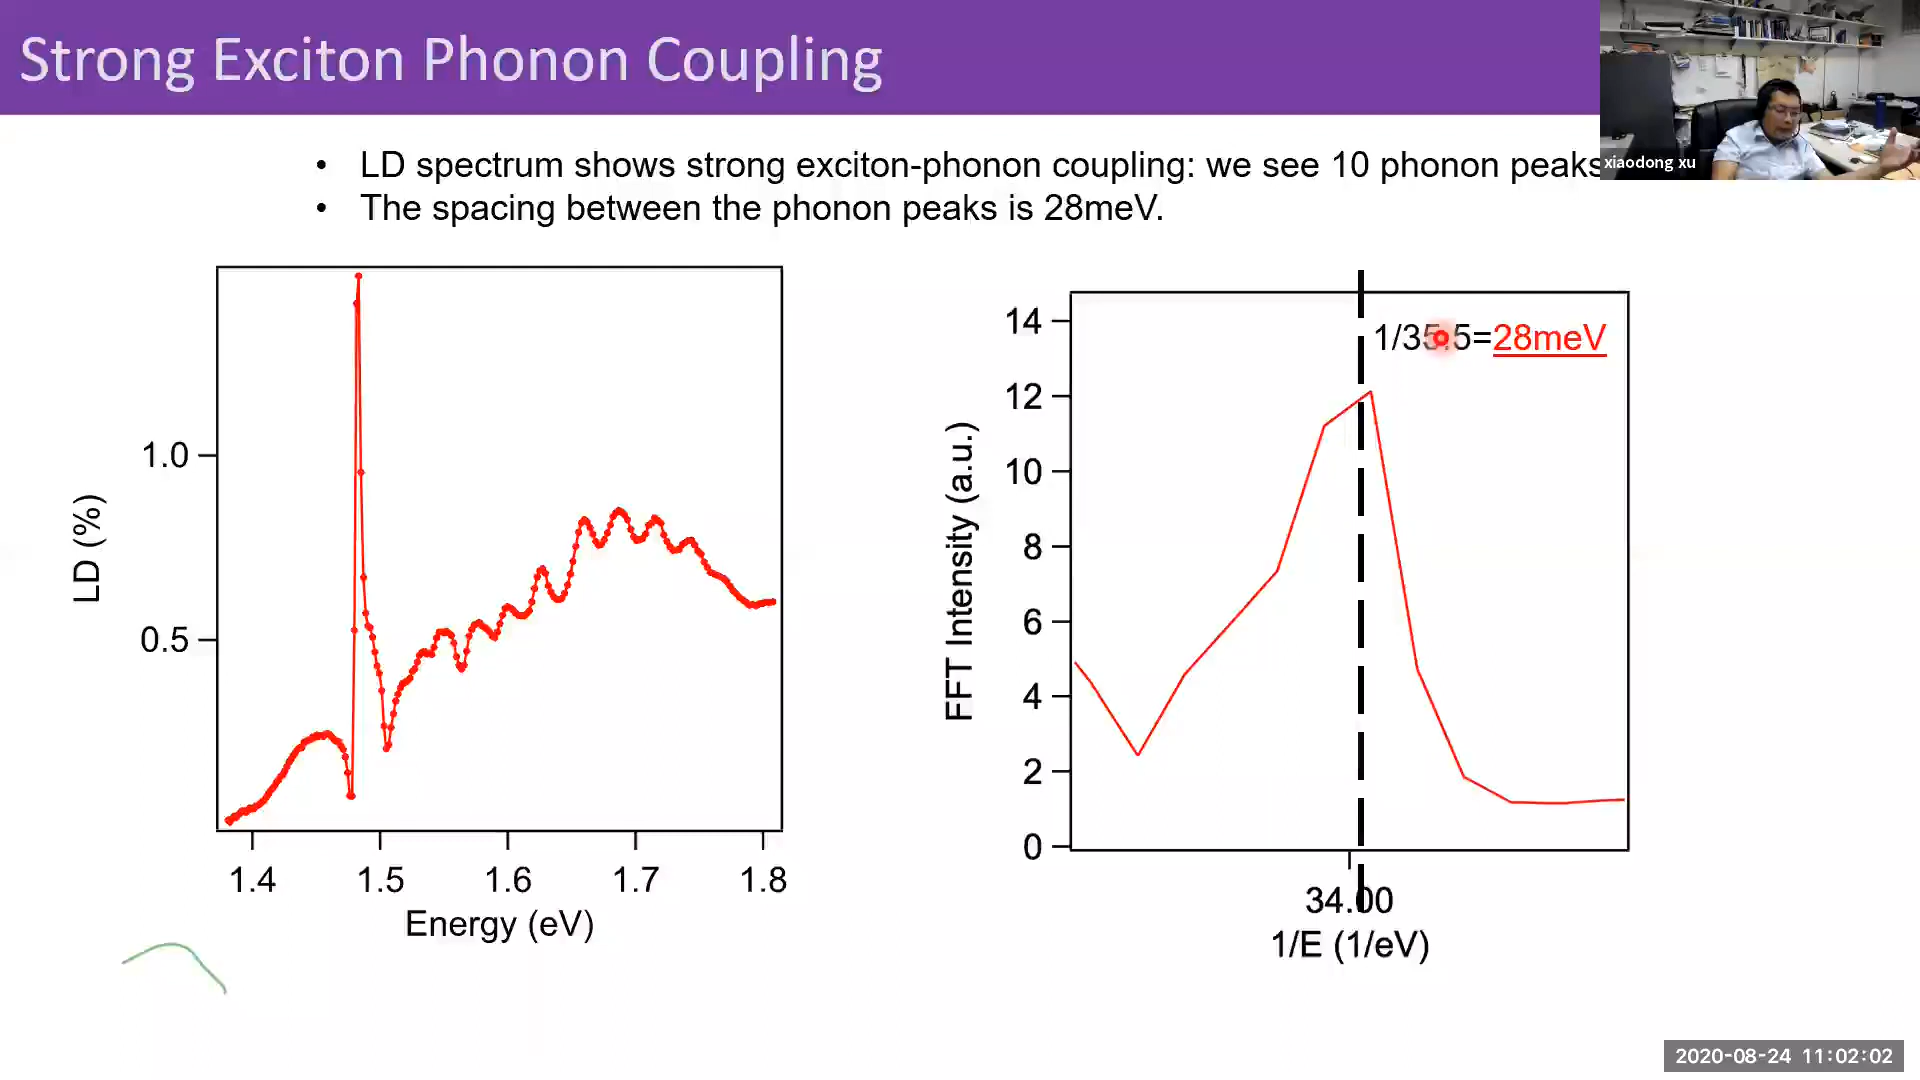 Strong Exciton Phonon Coupling
xiaodong xu
• LD spectrum shows strong exciton-phonon coupling: we see 10 phonon peaks
• The spacing between the phonon peaks is 28meV.
LD (%)
1.0
0.5
1.4 1.5 1.6 1.7 1.8
Energy (eV)
FFT Intensity (a.u.)
14
12
10
8
6
4
2
0
1/35.5=28meV
34.00
1/E (1/eV)
2020-08-24 11:02:02